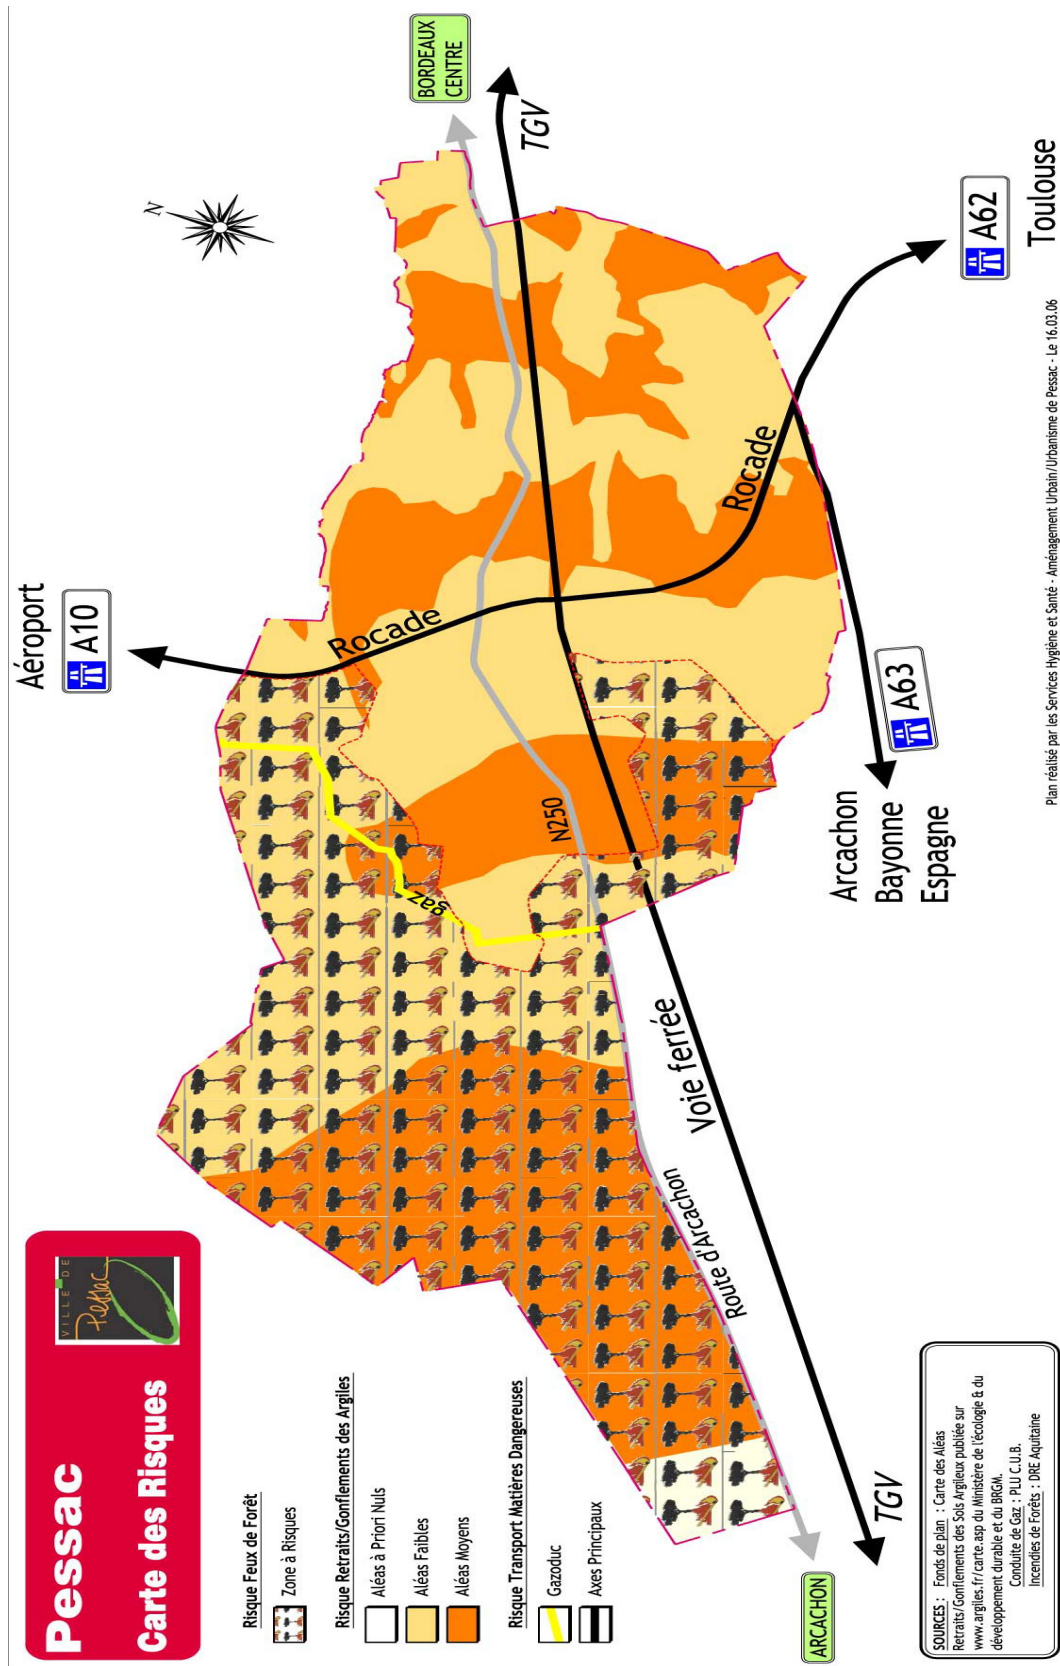 Pessac
Carte des Risques
VILLE DE
Pessac
Risque Feux de Forêt
Zone à Risques
Risque Retraits/Gonflements des Argiles
Aléas à Priori Nuls
Aléas Faibles
Aléas Moyens
Risque Transport Matières Dangereuses
Gazoduc
Axes Principaux
ARCACHON
TGV
Route d'Arcachon
Voie ferrée
N250
gaz
Aéroport
A10
Rocade
Rocade
Arcachon
Bayonne
Espagne
A63
A62
Toulouse
BORDEAUX
CENTRE
TGV
N
SOURCES : Fonds de plan : Carte des Aléas
Retraits/Gonflements des Sols Argileux publiée sur
www.argiles.fr/carte.asp du Ministère de l'écologie & du
développement durable et du BRGM.
Conduite de Gaz : PLU C.U.B.
Incendies de Forêts : DRE Aquitaine
Plan réalisé par les Services Hygiène et Santé - Aménagement Urbain/Urbanisme de Pessac - Le 16.03.06